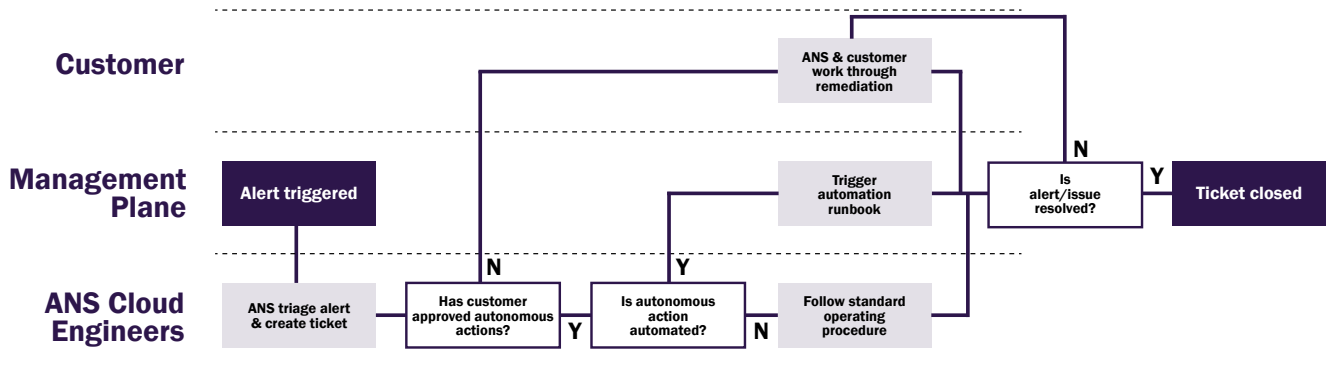 Customer
ANS & customer
work through
remediation
N
Management
Plane
Alert triggered
Trigger
automation
runbook
Is
alert/issue
resolved?
Y
Ticket closed
N
Y
ANS Cloud
Engineers
ANS triage alert
& create ticket
Has customer
approved autonomous
actions?
Y
Is autonomous
action
automated?
N
Follow standard
operating
procedure